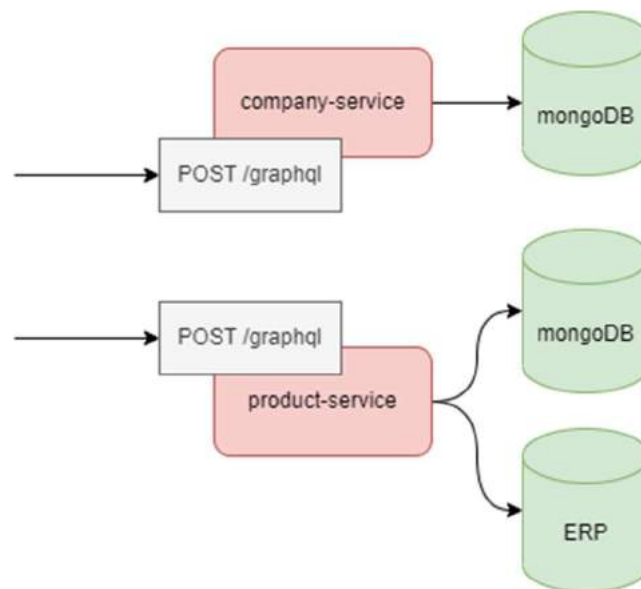 company-service
mongoDB
POST /graphql
POST /graphql
mongoDB
product-service
ERP